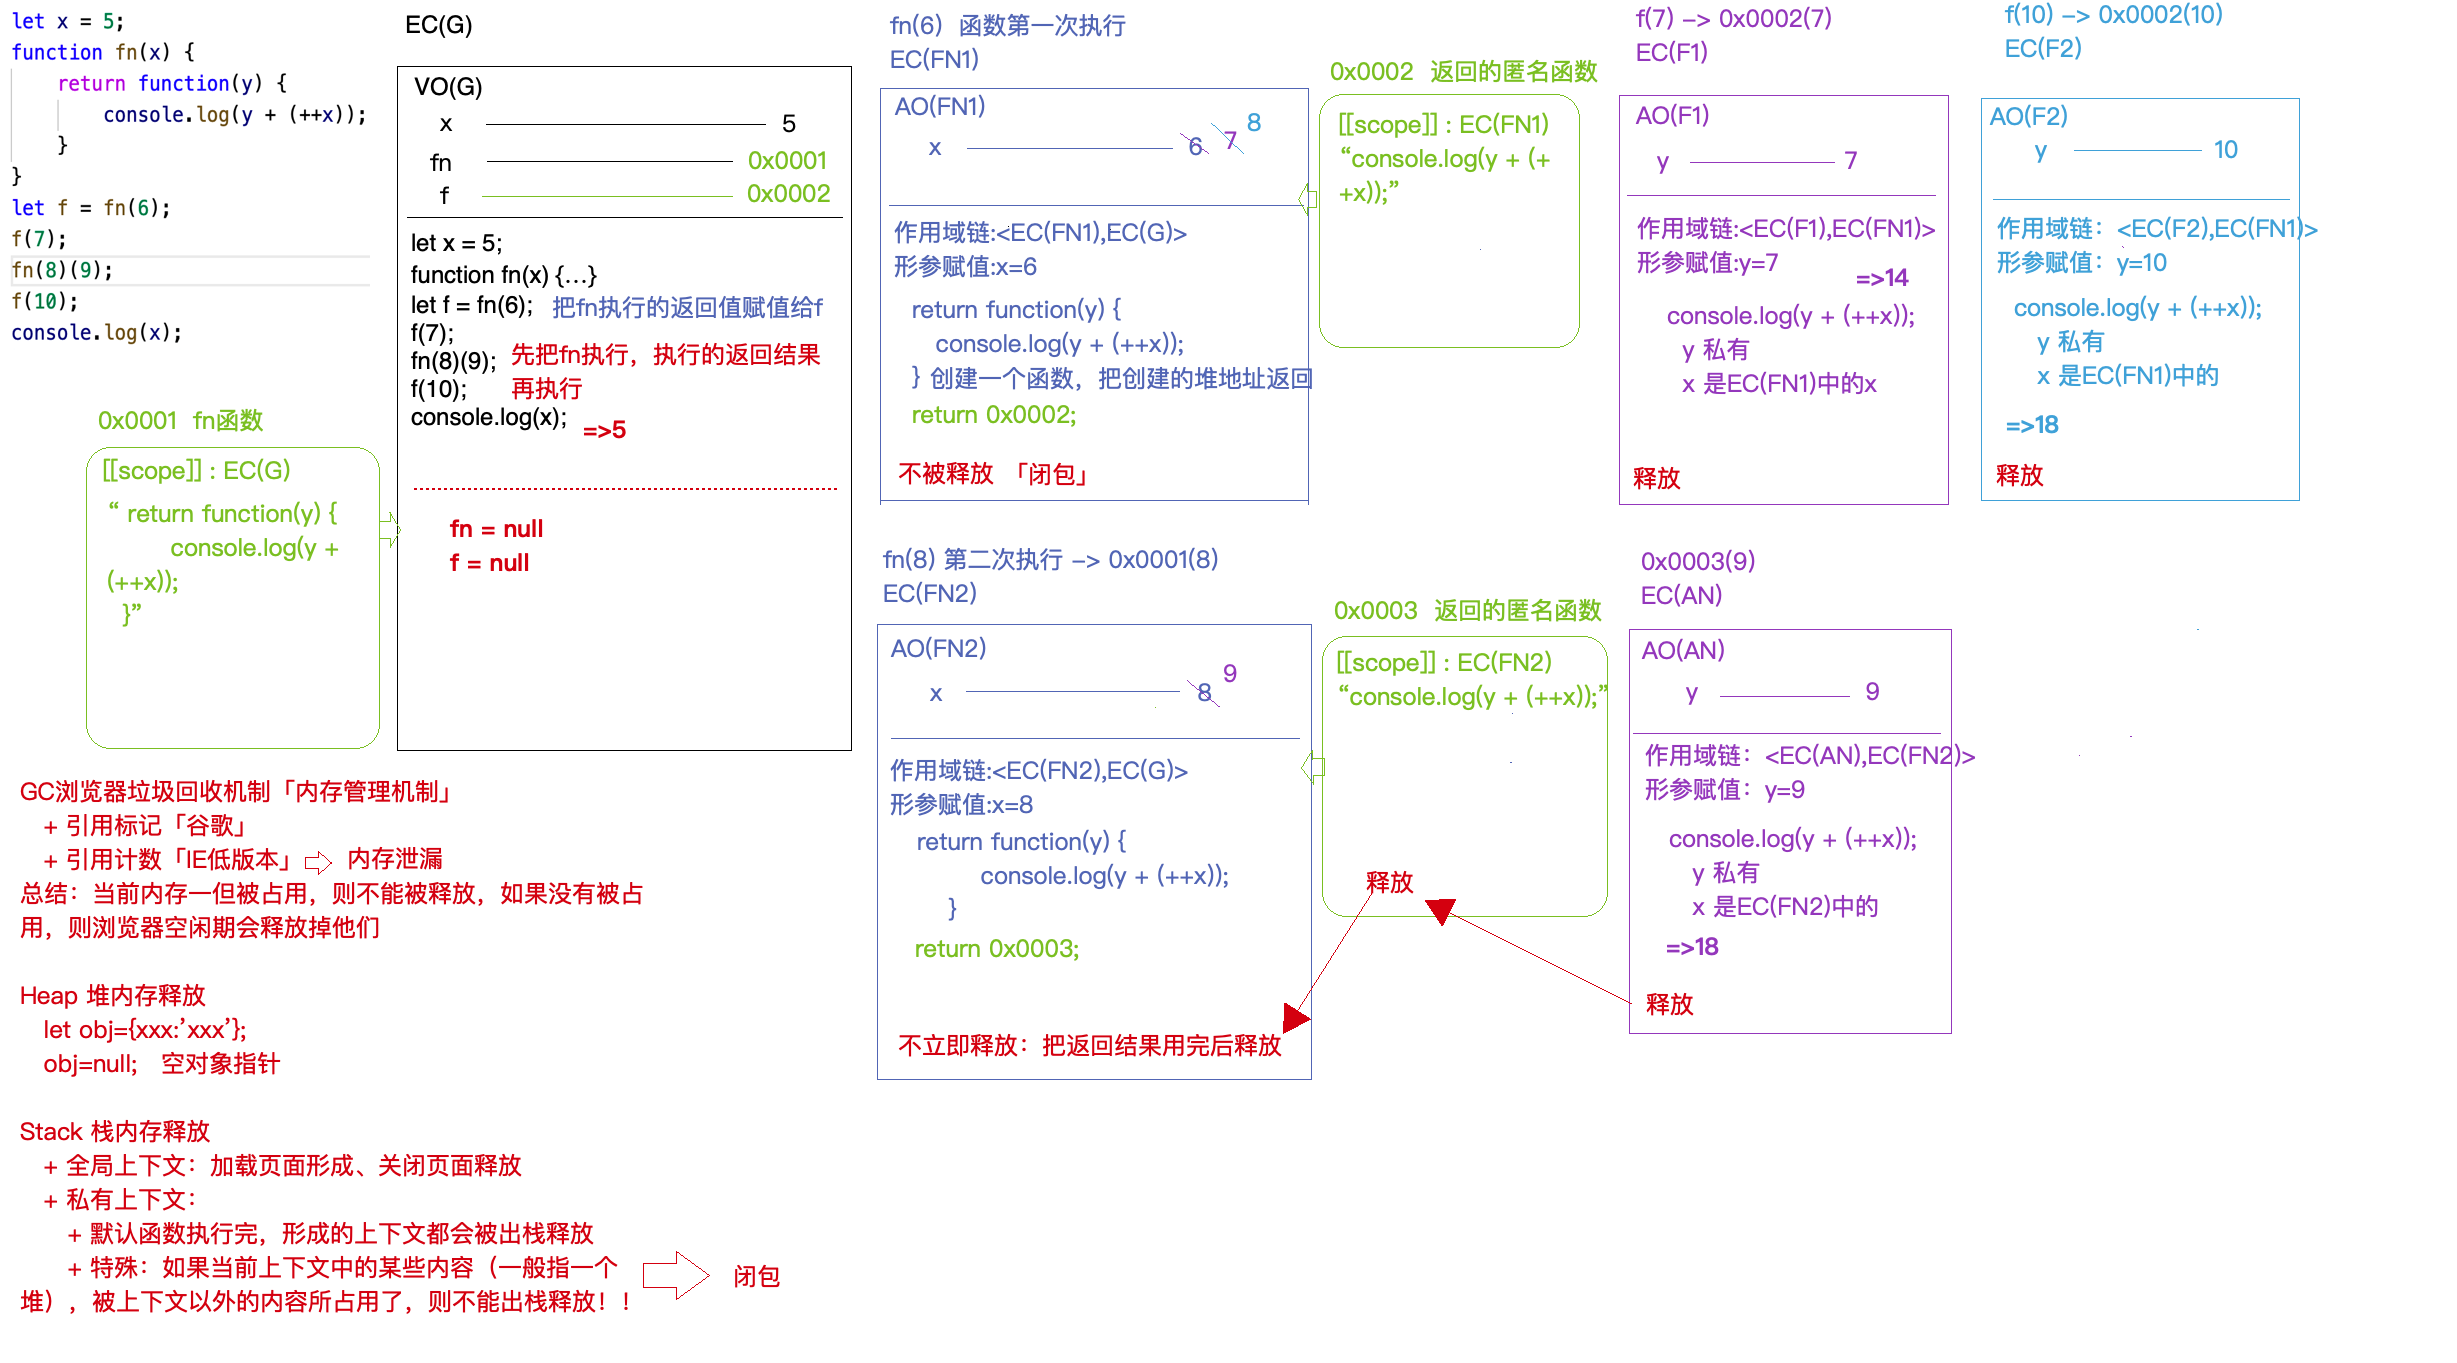 let x = 5;
function fn(x) {
    return function(y) {
        console.log(y + (++x));
    }
}
let f = fn(6);
f(7);
fn(8)(9);
f(10);
console.log(x);
0x0001 fn函数
[[scope]] : EC(G)
“ return function(y) {
console.log(y +
(++x));
}”
EC(G)
VO(G)
x 5
fn 0x0001
f 0x0002
let x = 5;
function fn(x) {…}
let f = fn(6); 把fn执行的返回值赋值给f
f(7);
fn(8)(9); 先把fn执行，执行的返回结果
f(10); 再执行
console.log(x); =>5
fn = null
f = null
fn(6) 函数第一次执行
EC(FN1)
AO(FN1)
x 6 7 8
作用域链:<EC(FN1),EC(G)>
形参赋值:x=6
return function(y) {
console.log(y + (++x));
} 创建一个函数，把创建的堆地址返回
return 0x0002;
不被释放 「闭包」
0x0002 返回的匿名函数
[[scope]] : EC(FN1)
“console.log(y + (+
+x));”
f(7) –> 0x0002(7)
EC(F1)
AO(F1)
y 7
作用域链:<EC(F1),EC(FN1)>
形参赋值:y=7
=>14
console.log(y + (++x));
y 私有
x 是EC(FN1)中的x
释放
f(10) –> 0x0002(10)
EC(F2)
AO(F2)
y 10
作用域链：<EC(F2),EC(FN1)>
形参赋值：y=10
console.log(y + (++x));
y 私有
x 是EC(FN1)中的
=>18
释放
fn(8) 第二次执行 –> 0x0001(8)
EC(FN2)
AO(FN2)
x 8 9
作用域链:<EC(FN2),EC(G)>
形参赋值:x=8
return function(y) {
console.log(y + (++x));
}
return 0x0003;
不立即释放：把返回结果用完后释放
0x0003 返回的匿名函数
[[scope]] : EC(FN2)
“console.log(y + (++x));”
释放
0x0003(9)
EC(AN)
AO(AN)
y 9
作用域链：<EC(AN),EC(FN2)>
形参赋值：y=9
console.log(y + (++x));
y 私有
x 是EC(FN2)中的
=>18
释放
GC浏览器垃圾回收机制「内存管理机制」
+ 引用标记「谷歌」
+ 引用计数「IE低版本」 内存泄漏
总结：当前内存一但被占用，则不能被释放，如果没有被占
用，则浏览器空闲期会释放掉他们
Heap 堆内存释放
let obj={xxx:’xxx’};
obj=null; 空对象指针
Stack 栈内存释放
+ 全局上下文：加载页面形成、关闭页面释放
+ 私有上下文：
+ 默认函数执行完，形成的上下文都会被出栈释放
+ 特殊：如果当前上下文中的某些内容（一般指一个
堆），被上下文以外的内容所占用了，则不能出栈释放！！
闭包